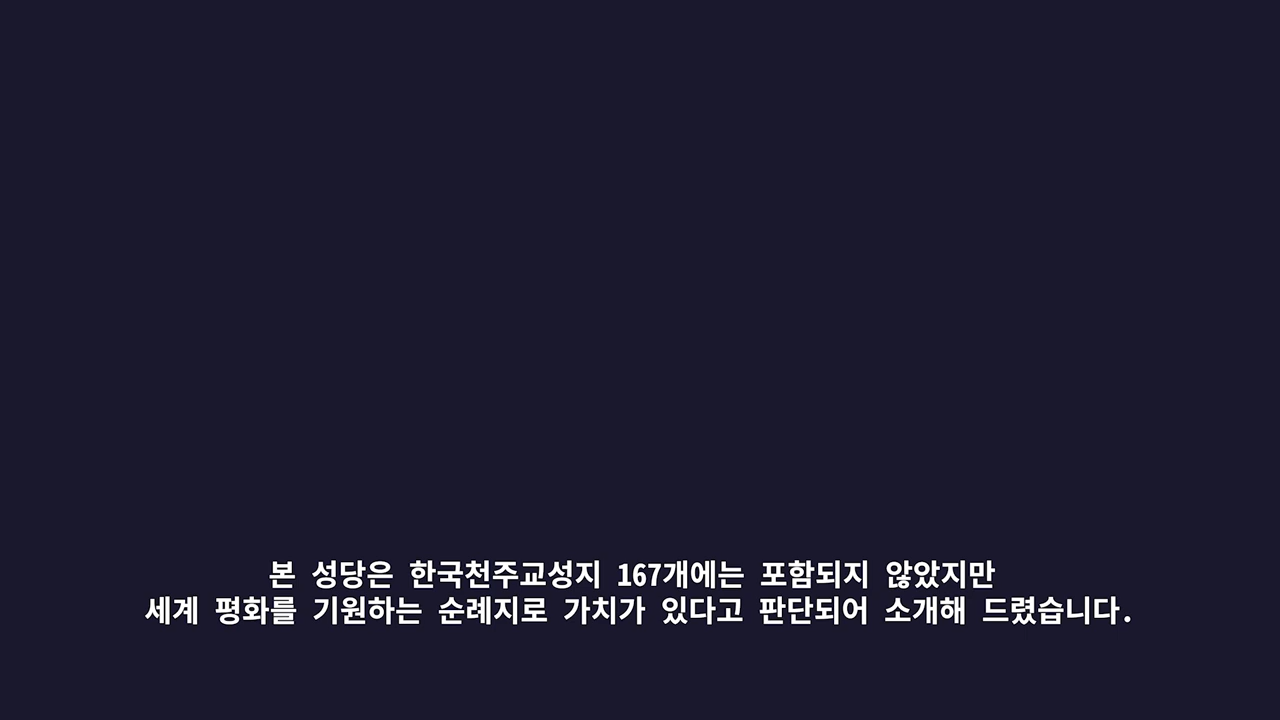 본 성당은 한국천주교성지 167개에는 포함되지 않았지만
세계 평화를 기원하는 순례지로 가치가 있다고 판단되어 소개해 드렸습니다.